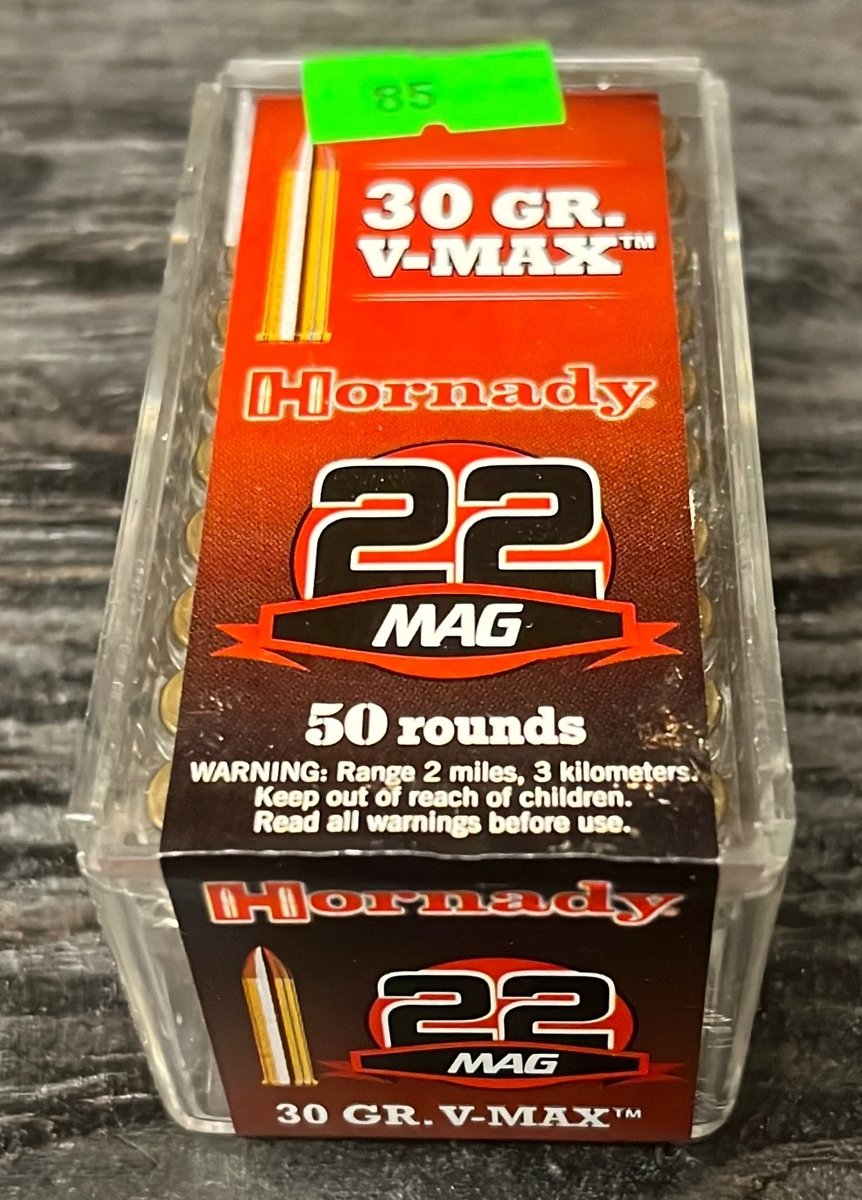 85
30 GR.
V-MAX™
Hornady
22
MAG
50 rounds
WARNING: Range 2 miles, 3 kilometers.
Keep out of reach of children.
Read all warnings before use.
Hornady
22
MAG
30 GR. V-MAX™